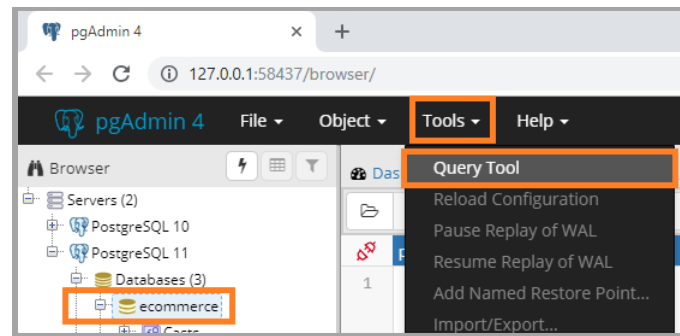 pgAdmin 4
127.0.0.1:58437/browser/
pgAdmin 4 File Object Tools Help
Browser
Das
Query Tool
Servers (2)
Reload Configuration
PostgreSQL 10
Pause Replay of WAL
PostgreSQL 11
Resume Replay of WAL
Databases (3)
1
Add Named Restore Point...
ecommerce
Casts
Import/Export...